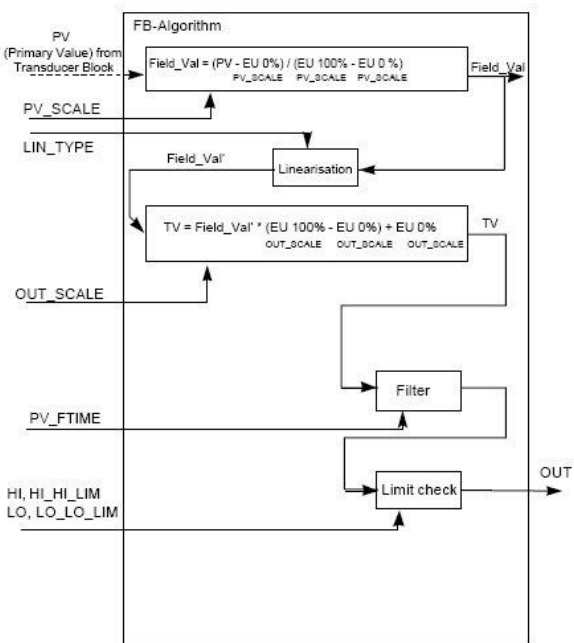 FB-Algorithm
PV
(Primary Value) from
Transducer Block
Field_Val = (PV - EU 0%) / (EU 100% - EU 0 %)
PV_SCALE PV_SCALE PV_SCALE
Field_Val
PV_SCALE
LIN_TYPE
Field_Val'
Linearisation
TV = Field_Val' * (EU 100% - EU 0%) + EU 0%
OUT_SCALE OUT_SCALE OUT_SCALE
TV
OUT_SCALE
Filter
PV_FTIME
HI, HI_HI_LIM
LO, LO_LO_LIM
Limit check
OUT